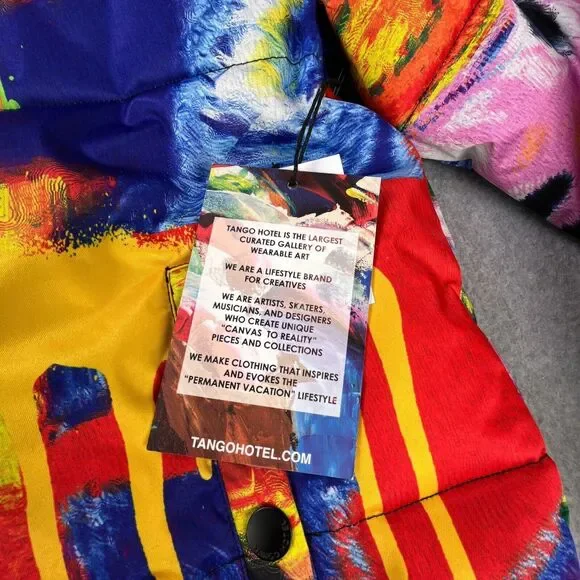 TANGO HOTEL IS THE LARGEST
CURATED GALLERY OF
WEARABLE ART
WE ARE A LIFESTYLE BRAND
FOR CREATIVES
WE ARE ARTISTS, SKATERS,
MUSICIANS, AND DESIGNERS
WHO CREATE UNIQUE
"CANVAS TO REALITY"
PIECES AND COLLECTIONS
WE MAKE CLOTHING THAT INSPIRES
AND EVOKES THE
"PERMANENT VACATION" LIFESTYLE
TANGOHOTEL.COM